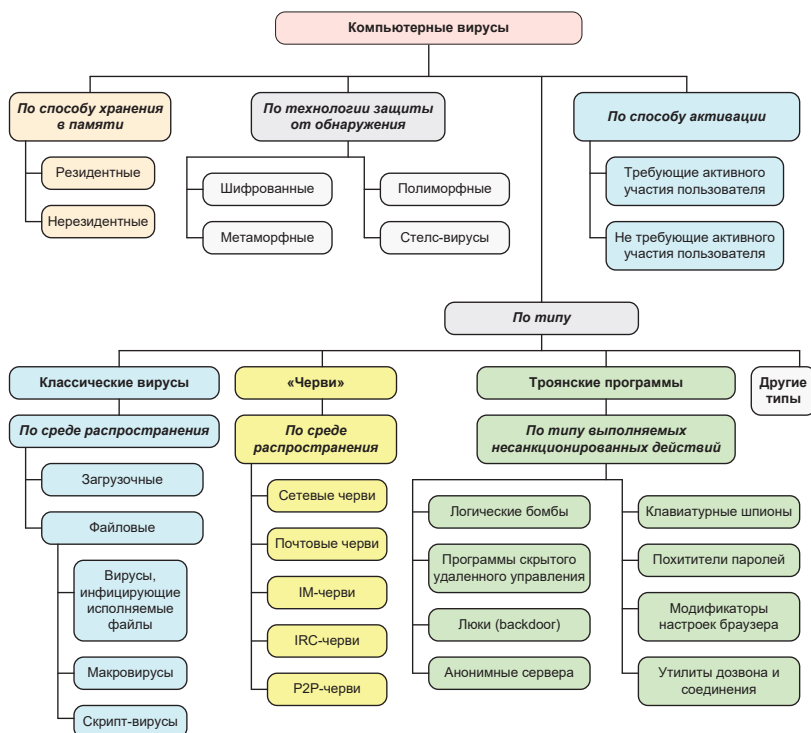 Компьютерные вирусы
По способу хранения
в памяти
Резидентные
Нерезидентные
По технологии защиты
от обнаружения
Шифрованные
Метаморфные
Полиморфные
Стелс-вирусы
По способу активации
Требующие активного
участия пользователя
Не требующие активного
участия пользователя
По типу
Классические вирусы
По среде распространения
Загрузочные
Файловые
Вирусы,
инфицирующие
исполняемые
файлы
Макровирусы
Скрипт-вирусы
«Черви»
По среде
распространения
Сетевые черви
Почтовые черви
IM-черви
IRC-черви
P2P-черви
Троянские программы
По типу выполняемых
несанкционированных действий
Логические бомбы
Программы скрытого
удаленного управления
Люки (backdoor)
Анонимные сервера
Клавиатурные шпионы
Похитители паролей
Модификаторы
настроек браузера
Утилиты дозвона и
соединения
Другие
типы